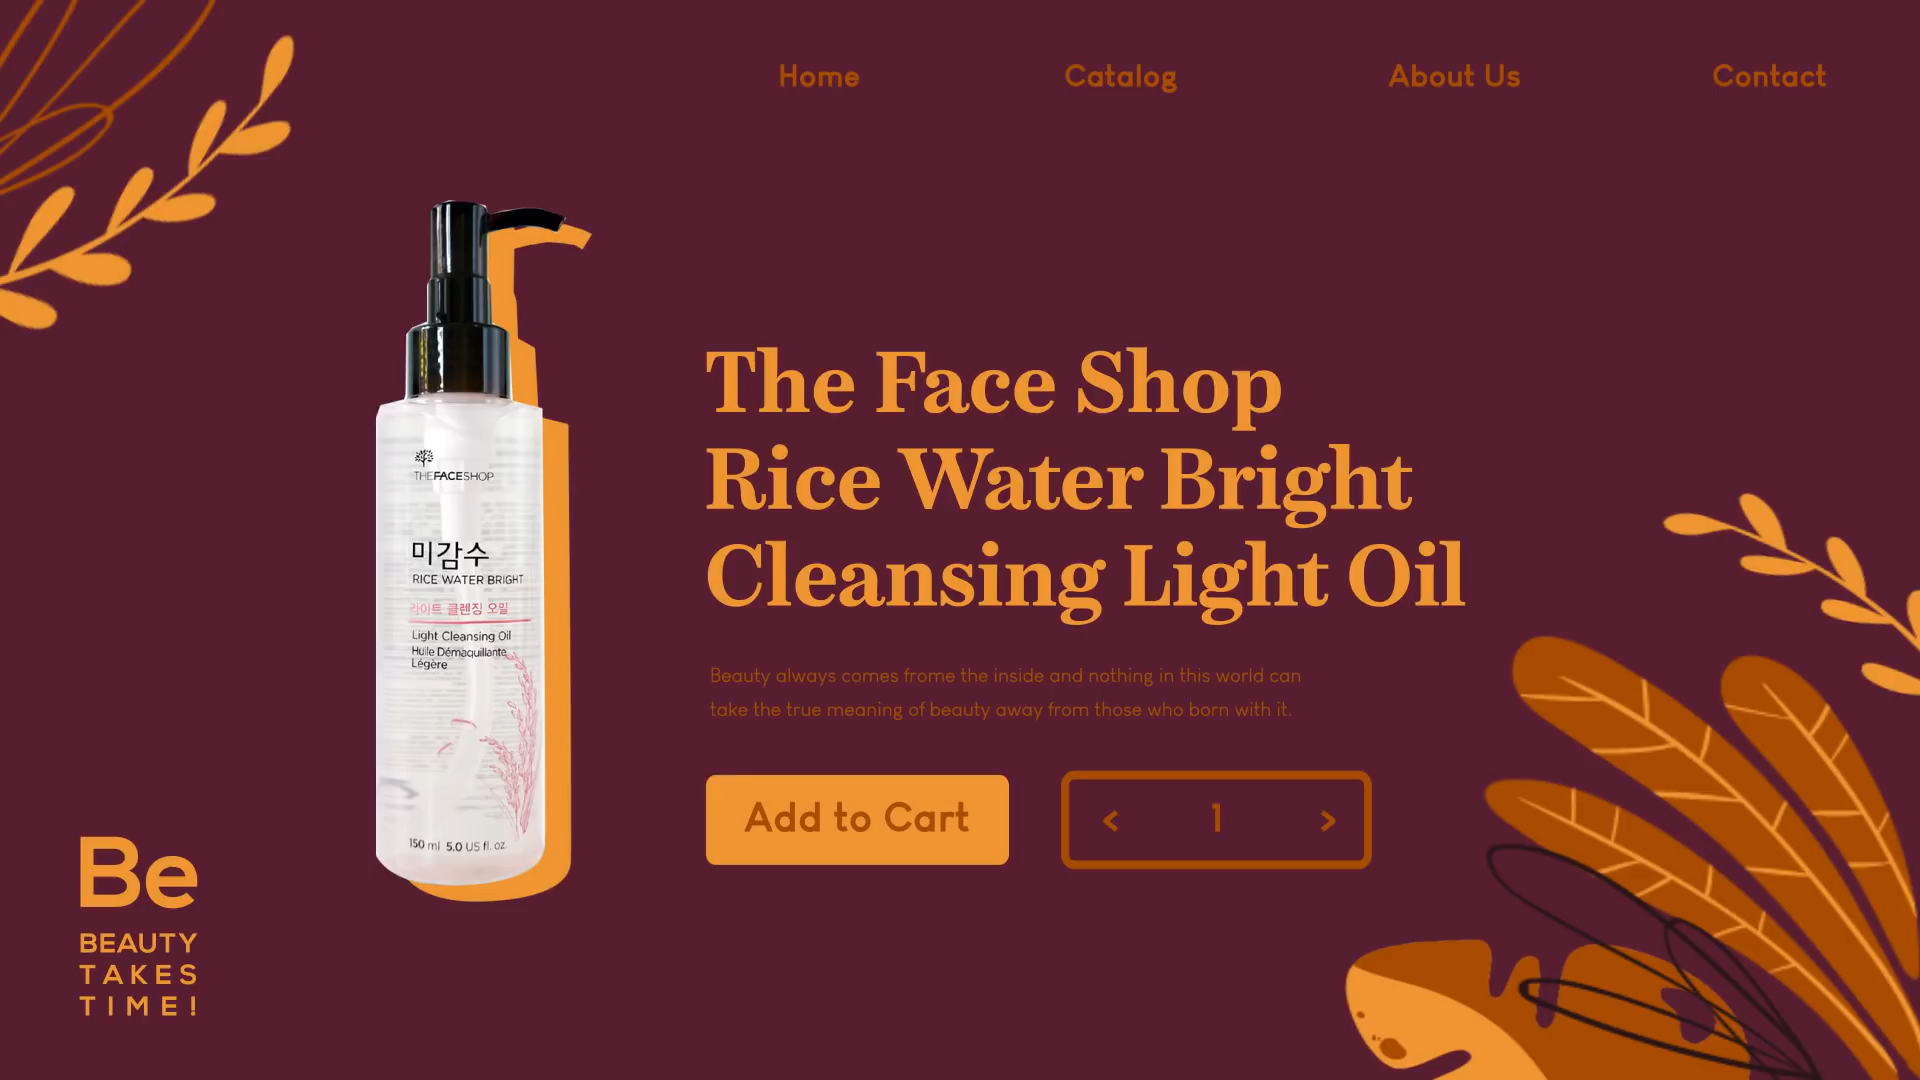 Home Catalog About Us Contact
THEFACESHOP
미감수
RICE WATER BRIGHT
라이트 클렌징 오일
Light Cleansing Oil
Huile Démaquillante
Légère
150 ml 5.0 US fl. oz.
The Face Shop
Rice Water Bright
Cleansing Light Oil
Beauty always comes frome the inside and nothing in this world can
take the true meaning of beauty away from those who born with it.
Add to Cart
< 1 >
Be
BEAUTY
TAKES
TIME!